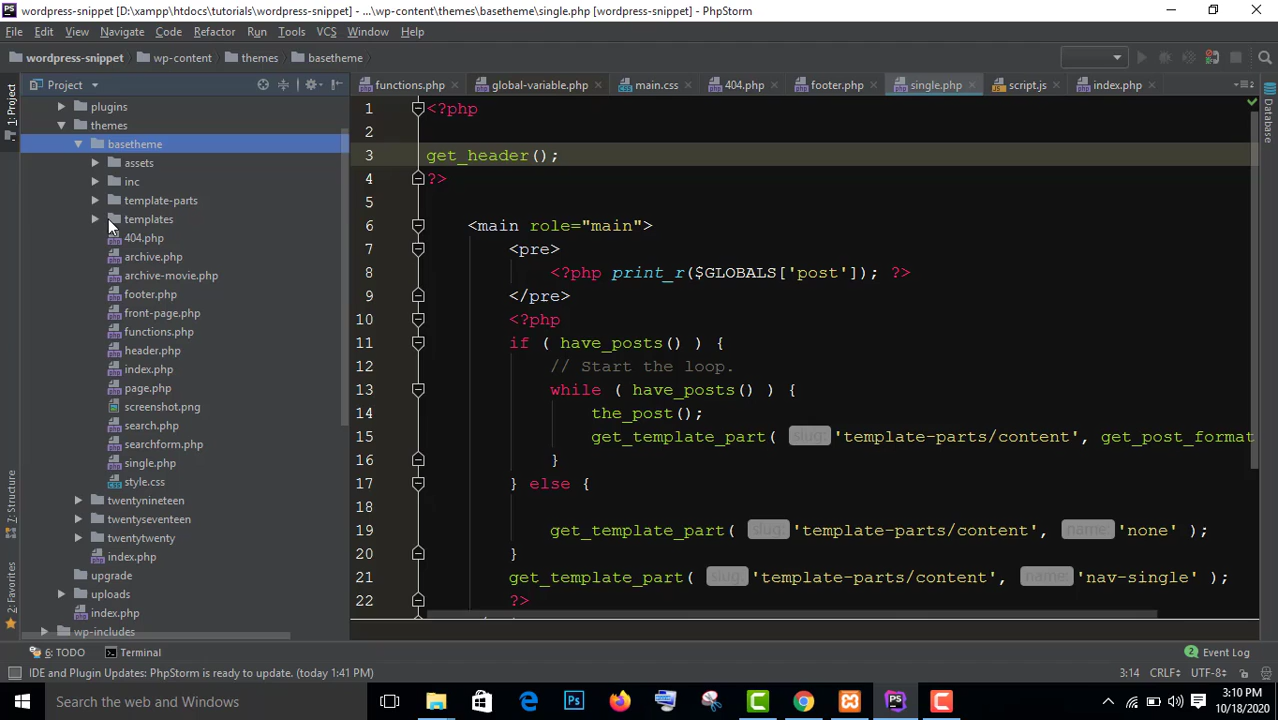 wordpress-snippet [D:\xampp\htdocs\tutorials\wordpress-snippet] - ...\wp-content\themes\basetheme\single.php [wordpress-snippet] - PhpStorm
File Edit View Navigate Code Refactor Run Tools VCS Window Help
wordpress-snippet wp-content themes basetheme
Project
functions.php global-variable.php main.css 404.php footer.php single.php script.js index.php
1: Project
7: Structure
2: Favorites
plugins
themes
basetheme
assets
inc
template-parts
templates
404.php
archive.php
archive-movie.php
footer.php
front-page.php
functions.php
header.php
index.php
page.php
screenshot.png
search.php
searchform.php
single.php
style.css
twentynineteen
twentyseventeen
twentytwenty
index.php
upgrade
uploads
index.php
wp-includes
1 <?php
2
3 get_header();
4 ?>
5
6 <main role="main">
7 <pre>
8 <?php print_r($GLOBALS['post']); ?>
9 </pre>
10 <?php
11 if ( have_posts() ) {
12 // Start the loop.
13 while ( have_posts() ) {
14 the_post();
15 get_template_part( slug: 'template-parts/content', get_post_format
16 }
17 } else {
18
19 get_template_part( slug: 'template-parts/content', name: 'none' );
20 }
21 get_template_part( slug: 'template-parts/content', name: 'nav-single' );
22 ?>
Database
6: TODO Terminal 2 Event Log
IDE and Plugin Updates: PhpStorm is ready to update. (today 1:41 PM) 3:14 CRLF UTF-8
Search the web and Windows
3:10 PM
10/18/2020